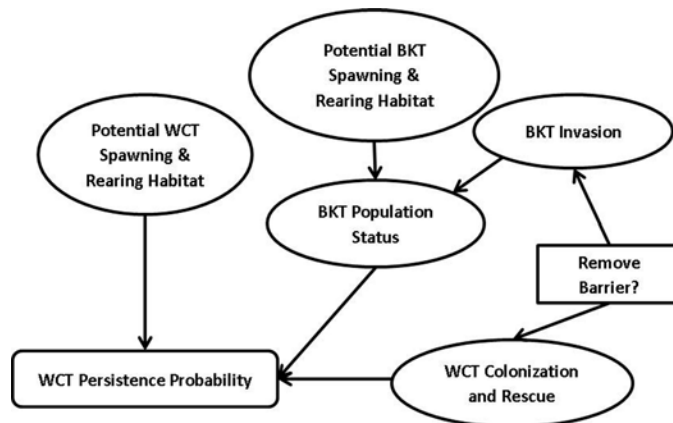 Potential BKT
Spawning &
Rearing Habitat
Potential WCT
Spawning &
Rearing Habitat
BKT Invasion
BKT Population
Status
Remove
Barrier?
WCT Persistence Probability
WCT Colonization
and Rescue